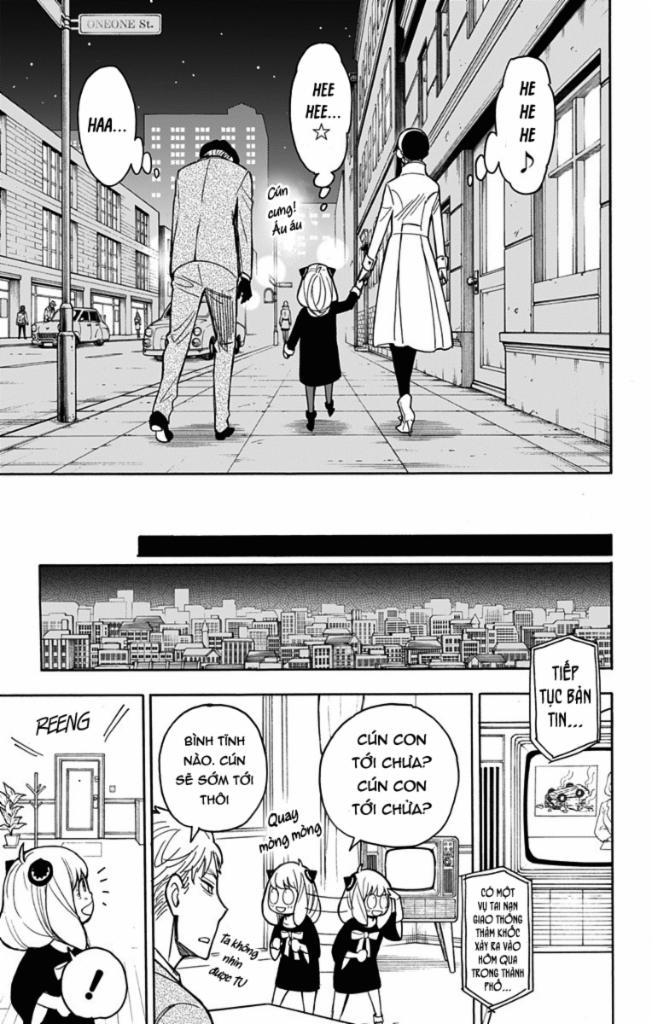 ONEONE St.
HE
HE
HE
♪
HEE
HEE...
☆
HAA...
Cún
cưng!
Ấu ấu
TIẾP
TỤC BẢN
TIN...
CÓ MỘT
VỤ TAI NẠN
GIAO THÔNG
THẢM KHỐC
XẢY RA VÀO
HÔM QUA
TRONG THÀNH
PHỐ...
CÚN CON
TỚI CHƯA?
CÚN CON
TỚI CHƯA?
Quay
mòng mòng
BÌNH TĨNH
NÀO. CÚN
SẼ SỚM TỚI
THÔI
Ta không
nhìn
được TV
REENG
!